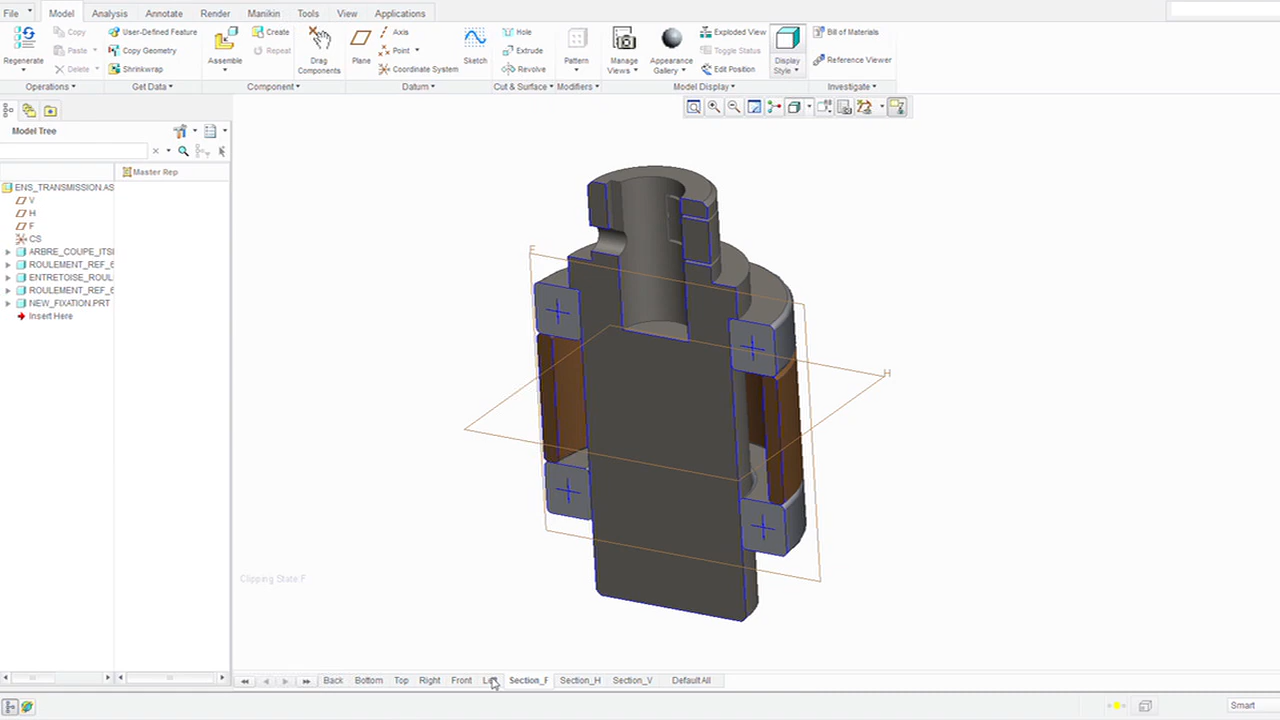 File Model Analysis Annotate Render Manikin Tools View Applications
Regenerate
Copy
Paste
Delete
Operations
User-Defined Feature
Copy Geometry
Shrinkwrap
Get Data
Assemble
Create
Repeat
Drag Components
Component
Plane
Axis
Point
Coordinate System
Datum
Sketch
Hole
Extrude
Revolve
Cut & Surface
Pattern
Modifiers
Manage Views
Appearance Gallery
Exploded View
Toggle Status
Edit Position
Display Style
Model Display
Bill of Materials
Reference Viewer
Investigate
Model Tree
Master Rep
ENS_TRANSMISSION.AS
V
H
F
CS
ARBRE_COUPE_ITSI
ROULEMENT_REF_6
ENTRETOISE_ROUL
ROULEMENT_REF_6
NEW_FIXATION.PRT
Insert Here
F
H
Clipping State:F
Back Bottom Top Right Front Section_F Section_H Section_V Default All
Smart